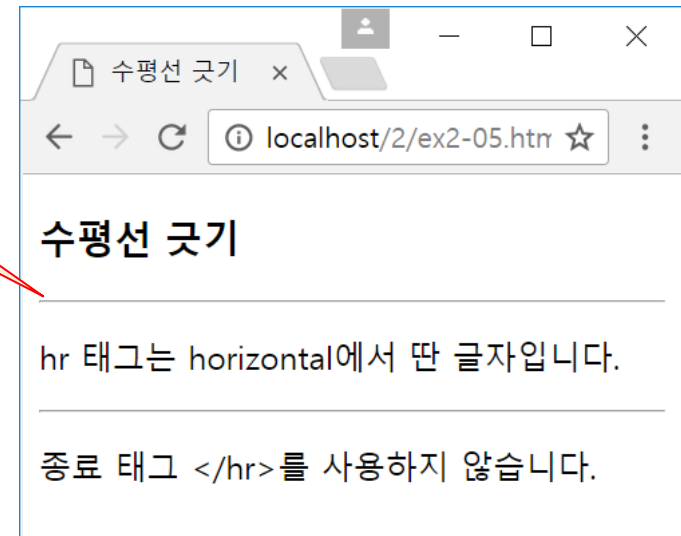 수평선 긋기
localhost/2/ex2-05.htm
수평선 긋기
hr 태그는 horizontal에서 딴 글자입니다.
종료 태그 </hr>를 사용하지 않습니다.